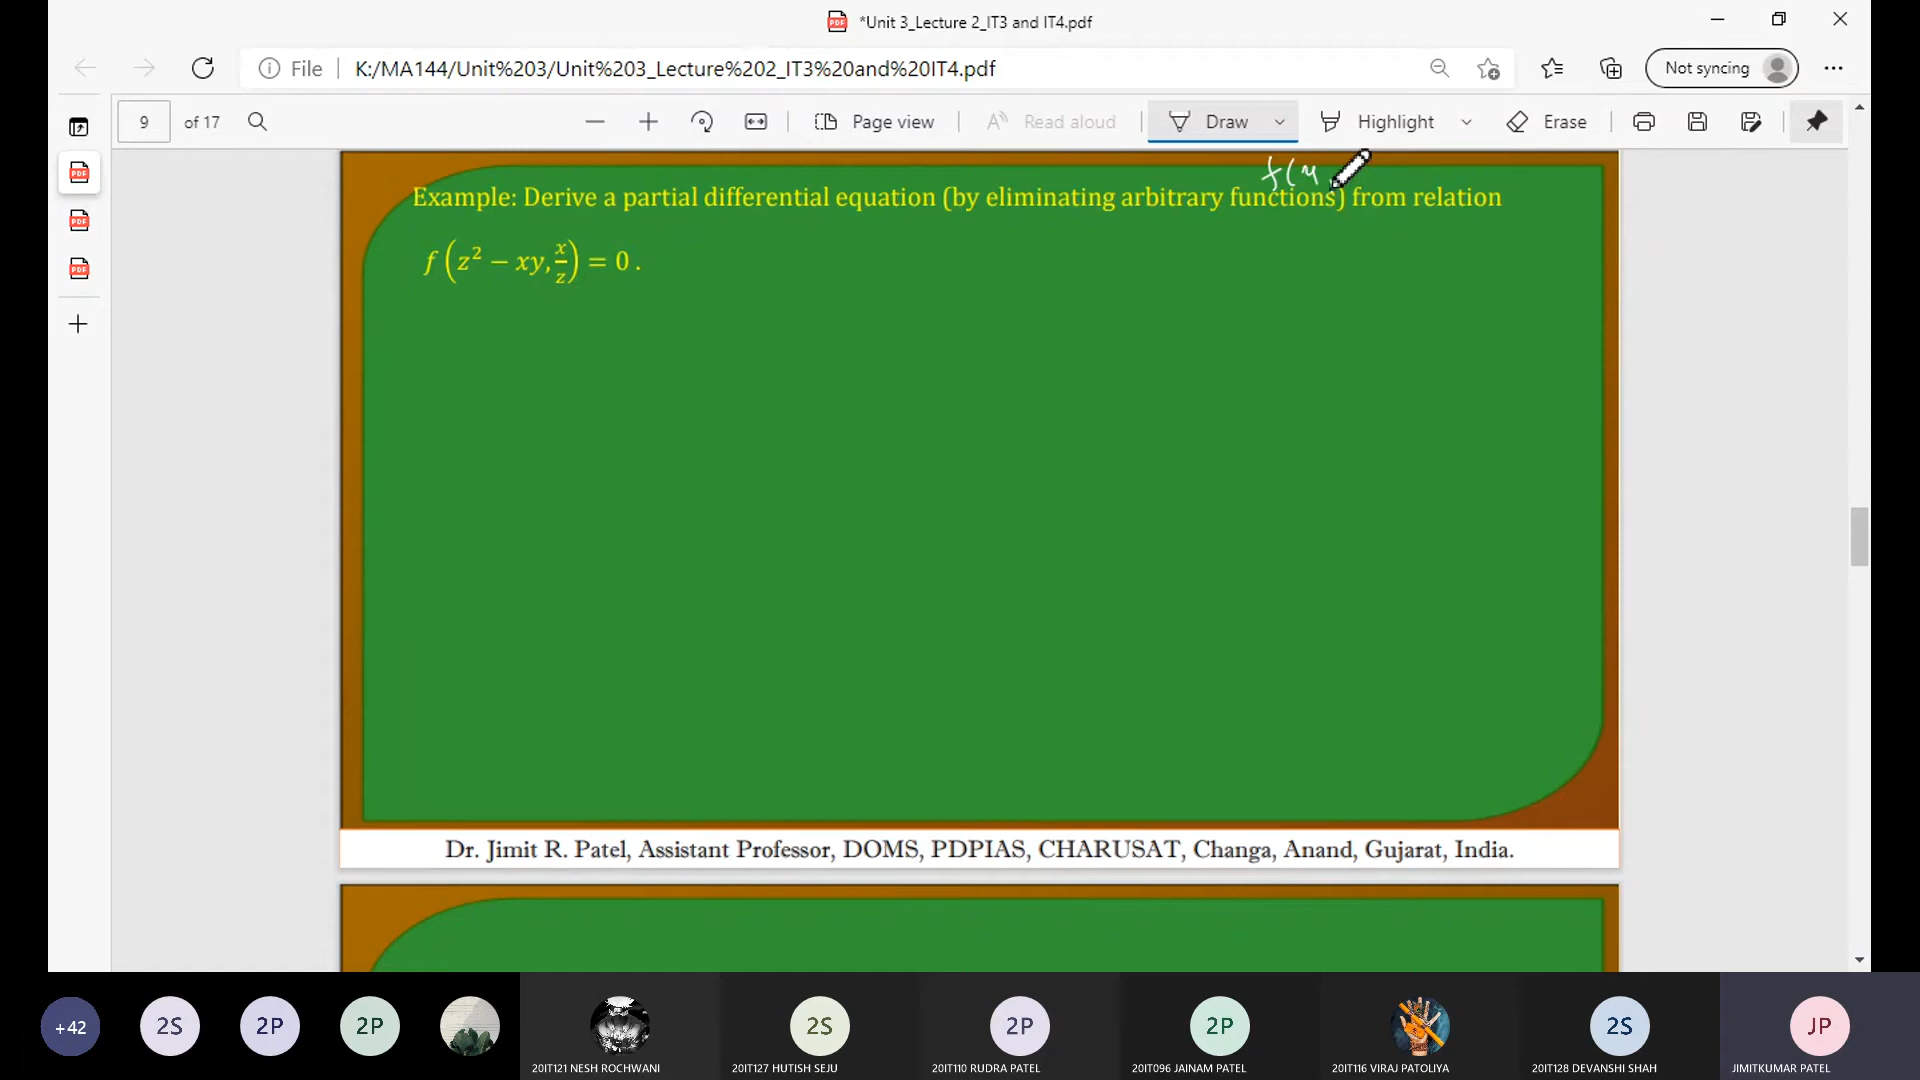 *Unit 3_Lecture 2_IT3 and IT4.pdf
File | K:/MA144/Unit%203/Unit%203_Lecture%202_IT3%20and%20IT4.pdf
Not syncing
9 of 17
Page view
Read aloud
Draw
Highlight
Erase
f(x
Example: Derive a partial differential equation (by eliminating arbitrary functions) from relation
f(z² − xy, x/z) = 0 .
Dr. Jimit R. Patel, Assistant Professor, DOMS, PDPIAS, CHARUSAT, Changa, Anand, Gujarat, India.
+42
2S
2P
2P
2S
2P
2P
2S
JP
20IT121 NESH ROCHWANI
20IT127 HUTISH SEJU
20IT110 RUDRA PATEL
20IT096 JAINAM PATEL
20IT116 VIRAJ PATOLIYA
20IT128 DEVANSHI SHAH
JIMITKUMAR PATEL